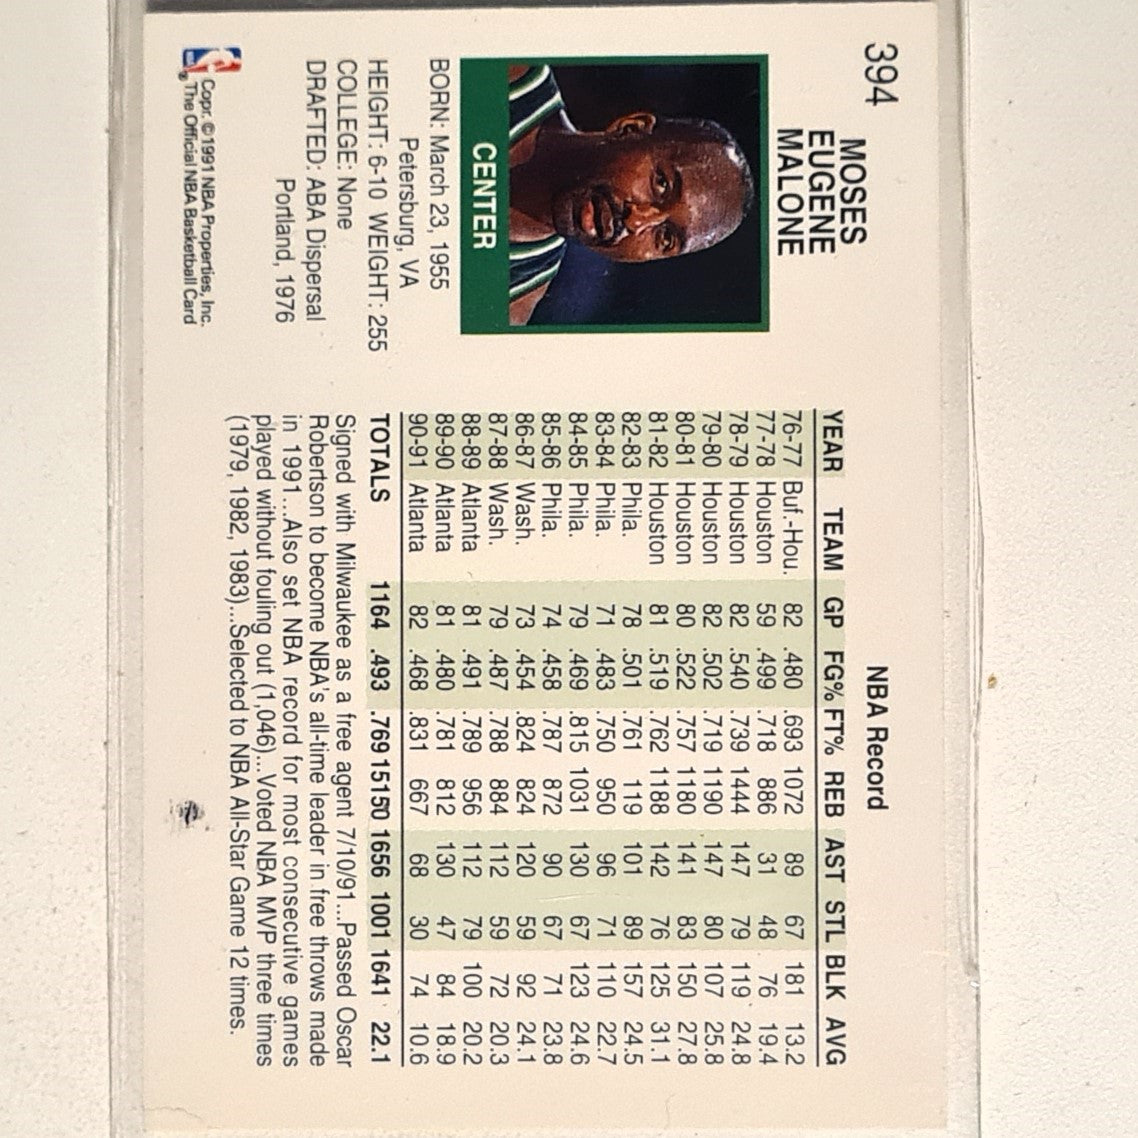 394
MOSES
EUGENE
MALONE
CENTER
BORN: March 23, 1955
Petersburg, VA
HEIGHT: 6-10 WEIGHT: 255
COLLEGE: None
DRAFTED: ABA Dispersal
Portland, 1976
Copr. ©1991 NBA Properties, Inc.
® The Official NBA Basketball Card
NBA Record
YEAR TEAM GP FG% FT% REB AST STL BLK AVG
76-77 Buf.-Hou. 82 .480 .693 1072 89 67 181 13.2
77-78 Houston 59 .499 .718 886 31 48 76 19.4
78-79 Houston 82 .540 .739 1444 147 79 119 24.8
79-80 Houston 82 .502 .719 1190 147 80 107 25.8
80-81 Houston 80 .522 .757 1180 141 83 150 27.8
81-82 Houston 81 .519 .762 1188 142 76 125 31.1
82-83 Phila. 78 .501 .761 119 101 89 157 24.5
83-84 Phila. 71 .483 .750 950 96 71 110 22.7
84-85 Phila. 79 .469 .815 1031 130 67 123 24.6
85-86 Phila. 74 .458 .787 872 90 67 71 23.8
86-87 Wash. 73 .454 .824 824 120 59 92 24.1
87-88 Wash. 79 .487 .788 884 112 59 72 20.3
88-89 Atlanta 81 .491 .789 956 112 79 100 20.2
89-90 Atlanta 81 .480 .781 812 130 47 84 18.9
90-91 Atlanta 82 .468 .831 667 68 30 74 10.6
TOTALS 1164 .493 .769 15150 1656 1001 1641 22.1
Signed with Milwaukee as a free agent 7/10/91...Passed Oscar
Robertson to become NBA's all-time leader in free throws made
in 1991...Also set NBA record for most consecutive games
played without fouling out (1,046)...Voted NBA MVP three times
(1979, 1982, 1983)...Selected to NBA All-Star Game 12 times.